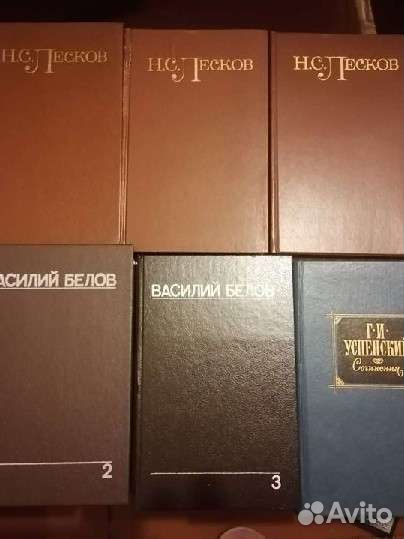 Н.С.Лесков
Н.С.Лесков
Н.С.Лесков
АСИЛИЙ БЕЛОВ
2
ВАСИЛИЙ БЕЛОВ
3
Г·И·
УСПЕНСКИЙ
Сочинения
Avito